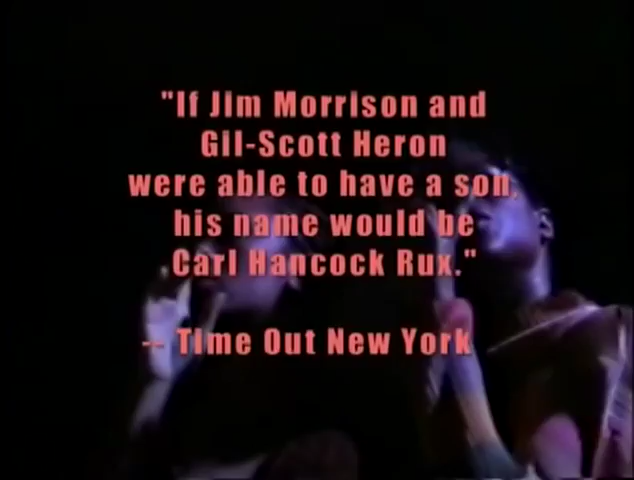 "If Jim Morrison and
Gil-Scott Heron
were able to have a son,
his name would be
Carl Hancock Rux."
-- Time Out New York